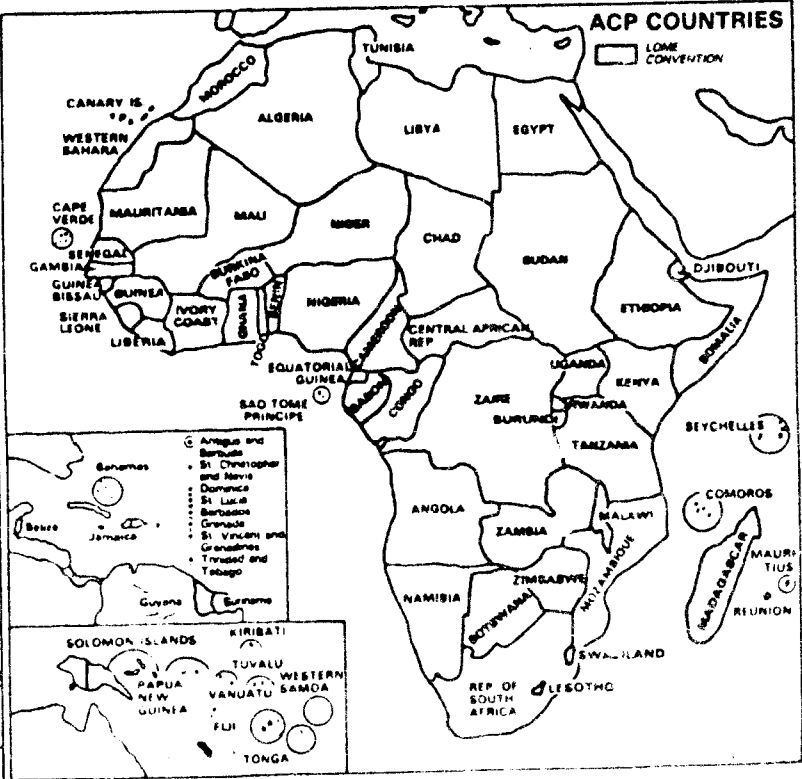 ACP COUNTRIES
LOME
CONVENTION
TUNISIA
MOROCCO
CANARY IS
ALGERIA
LIBYA
EGYPT
WESTERN
SAHARA
CAPE
VERDE
MAURITANIA
MALI
NIGER
CHAD
SUDAN
SENEGAL
GAMBIA
GUINEA
BISSAU
GUINEA
BURKINA
FASO
DJIBOUTI
SIERRA
LEONE
IVORY
COAST
GHANA
BENIN
NIGERIA
ETHIOPIA
SOMALIA
LIBERIA
TOGO
CAMEROON
CENTRAL AFRICAN
REP
EQUATORIAL
GUINEA
UGANDA
KENYA
SAO TOME
PRINCIPE
GABON
CONGO
ZAIRE
RWANDA
BURUNDI
TANZANIA
SEYCHELLES
COMOROS
ANGOLA
ZAMBIA
MALAWI
MOZAMBIQUE
MADAGASCAR
MAURI
TIUS
REUNION
NAMIBIA
ZIMBABWE
BOTSWANA
REP OF
SOUTH
AFRICA
LESOTHO
Antigua and
Barbuda
St Christopher
and Nevis
Dominica
St Lucia
Barbados
Grenada
St Vincent and
Grenadines
Trinidad and
Tobago
Bahamas
Belize
Jamaica
Guyana
Suriname
SOLOMON ISLANDS
KIRIBATI
TUVALU
PAPUA
NEW
GUINEA
VANUATU
WESTERN
SAMOA
FIJI
TONGA